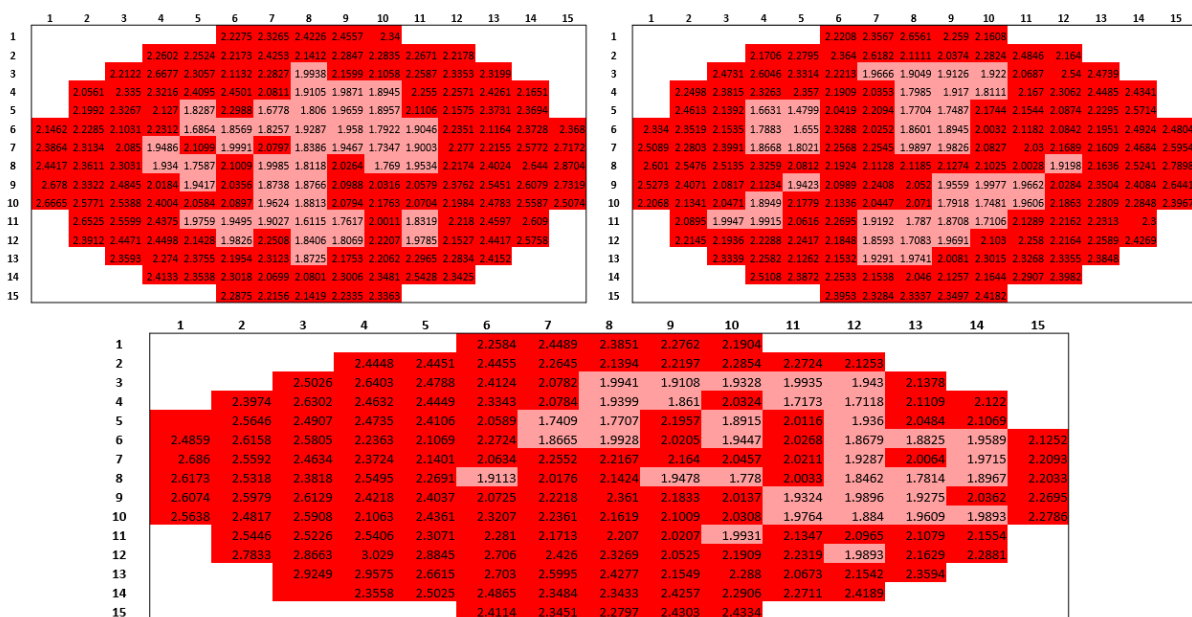 1 2 3 4 5 6 7 8 9 10 11 12 13 14 15
1 2.2275 2.3265 2.4226 2.4557 2.34
2 2.2602 2.2524 2.2173 2.4253 2.1412 2.2847 2.2835 2.2671 2.2178
3 2.2122 2.6677 2.3057 2.1132 2.2827 1.9938 2.1599 2.1058 2.2587 2.3353 2.3199
4 2.0561 2.335 2.3216 2.4095 2.4501 2.0811 1.9105 1.9871 1.8945 2.255 2.2571 2.4261 2.1651
5 2.1992 2.3267 2.127 1.8287 2.2988 1.6778 1.806 1.9659 1.8957 2.1106 2.1575 2.3731 2.3694
6 2.1462 2.2285 2.1031 2.2312 1.6864 1.8569 1.8257 1.9287 1.958 1.7922 1.9046 2.2351 2.1164 2.3728 2.368
7 2.3864 2.3134 2.085 1.9486 2.1099 1.9991 2.0797 1.8386 1.9467 1.7347 1.9003 2.277 2.2155 2.5772 2.7172
8 2.4417 2.3611 2.3031 1.934 1.7587 2.1009 1.9985 1.8118 2.0264 1.769 1.9534 2.2174 2.4024 2.644 2.8704
9 2.678 2.3322 2.4845 2.0184 1.9417 2.0356 1.8738 1.8766 2.0988 2.0316 2.0579 2.3762 2.5451 2.6079 2.7319
10 2.6665 2.5771 2.5388 2.4004 2.0584 2.0897 1.9624 1.8813 2.0794 2.1763 2.0704 2.1984 2.4783 2.5587 2.5074
11 2.6525 2.5599 2.4375 1.9759 1.9495 1.9027 1.6115 1.7617 2.0011 1.8319 2.218 2.4597 2.609
12 2.3912 2.4471 2.4498 2.1428 1.9826 2.2508 1.8406 1.8069 2.2207 1.9785 2.1527 2.4417 2.5758
13 2.3593 2.274 2.3755 2.1954 2.3123 1.8725 2.1753 2.2062 2.2965 2.2834 2.4152
14 2.4133 2.3538 2.3018 2.0699 2.0801 2.3006 2.3481 2.5428 2.3425
15 2.2875 2.2156 2.1419 2.2335 2.3363
1 2 3 4 5 6 7 8 9 10 11 12 13 14 15
1 2.2208 2.3567 2.6561 2.259 2.1608
2 2.1706 2.2795 2.364 2.6182 2.1111 2.0374 2.2824 2.4846 2.164
3 2.4731 2.6046 2.3314 2.2213 1.9666 1.9049 1.9126 1.922 2.0687 2.54 2.4739
4 2.2498 2.3815 2.3263 2.357 2.1909 2.0353 1.7985 1.917 1.8111 2.167 2.3062 2.4485 2.4341
5 2.4613 2.1392 1.6631 1.4799 2.0419 2.2094 1.7704 1.7487 2.1744 2.1544 2.0874 2.2295 2.5714
6 2.334 2.3519 2.1535 1.7883 1.655 2.3288 2.0252 1.8601 1.8945 2.0032 2.1182 2.0842 2.1951 2.4924 2.4804
7 2.5089 2.2803 2.3991 1.8668 1.8021 2.2568 2.2545 1.9897 1.9826 2.0827 2.03 2.1689 2.1609 2.4684 2.5954
8 2.601 2.5476 2.5135 2.3259 2.0812 2.1924 2.1128 2.1185 2.1274 2.1025 2.0028 1.9198 2.1636 2.5241 2.7898
9 2.5273 2.4071 2.0817 2.1234 1.9423 2.0989 2.2408 2.052 1.9559 1.9977 1.9662 2.0284 2.3504 2.4084 2.6441
10 2.2068 2.1341 2.0471 1.8949 2.1779 2.1336 2.0447 2.071 1.7918 1.7481 1.9606 2.1863 2.2809 2.2848 2.3967
11 2.0895 1.9947 1.9915 2.0616 2.2695 1.9192 1.787 1.8708 1.7106 2.1289 2.2162 2.2313 2.3
12 2.2145 2.1936 2.2288 2.2417 2.1848 1.8593 1.7083 1.9691 2.103 2.258 2.2164 2.2589 2.4269
13 2.3339 2.2582 2.1262 2.1532 1.9291 1.9741 2.0081 2.3015 2.3268 2.3355 2.3848
14 2.5108 2.3872 2.2533 2.1538 2.046 2.1257 2.1644 2.2907 2.3982
15 2.3953 2.3284 2.3337 2.3497 2.4182
1 2 3 4 5 6 7 8 9 10 11 12 13 14 15
1 2.2584 2.4489 2.3851 2.2762 2.1904
2 2.4448 2.4451 2.4455 2.2645 2.1394 2.2197 2.2854 2.2724 2.1253
3 2.5026 2.6403 2.4788 2.4124 2.0782 1.9941 1.9108 1.9328 1.9935 1.943 2.1378
4 2.3974 2.6302 2.4632 2.4449 2.3343 2.0784 1.9399 1.861 2.0324 1.7173 1.7118 2.1109 2.122
5 2.5646 2.4907 2.4735 2.4106 2.0589 1.7409 1.7707 2.1957 1.8915 2.0116 1.936 2.0484 2.1069
6 2.4859 2.6158 2.5805 2.2363 2.1069 2.2724 1.8665 1.9928 2.0205 1.9447 2.0268 1.8679 1.8825 1.9589 2.1252
7 2.686 2.5592 2.4634 2.3724 2.1401 2.0634 2.2552 2.2167 2.164 2.0457 2.0211 1.9287 2.0064 1.9715 2.2093
8 2.6173 2.5318 2.3818 2.5495 2.2691 1.9113 2.0176 2.1424 1.9478 1.778 2.0033 1.8462 1.7814 1.8967 2.2033
9 2.6074 2.5979 2.6129 2.4218 2.4037 2.0725 2.2218 2.361 2.1833 2.0137 1.9324 1.9896 1.9275 2.0362 2.2695
10 2.5638 2.4817 2.5908 2.1063 2.4361 2.3207 2.2361 2.1619 2.1009 2.0308 1.9764 1.884 1.9609 1.9893 2.2786
11 2.5446 2.5226 2.5406 2.3071 2.281 2.1713 2.207 2.0207 1.9931 2.1347 2.0965 2.1079 2.1554
12 2.7833 2.8663 3.029 2.8845 2.706 2.426 2.3269 2.0525 2.1909 2.2319 1.9893 2.1629 2.2881
13 2.9249 2.9575 2.6615 2.703 2.5995 2.4277 2.1549 2.288 2.0673 2.1542 2.3594
14 2.3558 2.5025 2.4865 2.3484 2.3433 2.4257 2.2906 2.2711 2.4189
15 2.4114 2.3451 2.2797 2.4303 2.4334